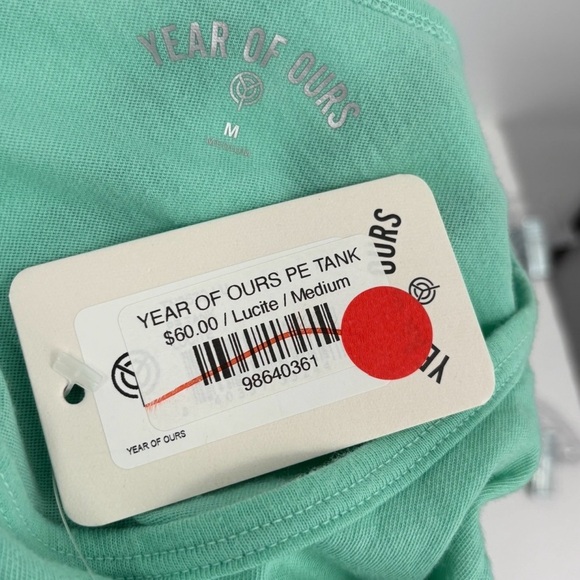 YEAR OF OURS
M
OURS
YEAR OF OURS PE TANK
$60.00 / Lucite / Medium
98640361
YE
YEAR OF OURS